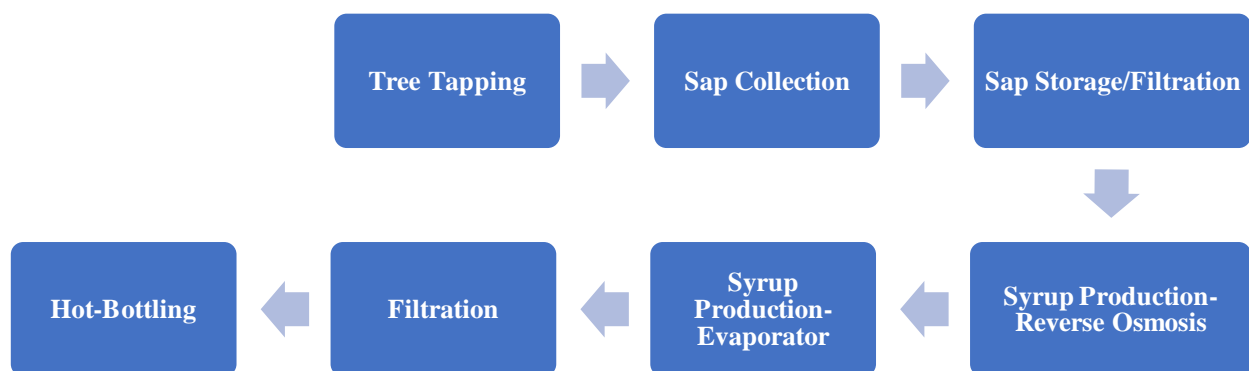 Tree Tapping
Sap Collection
Sap Storage/Filtration
Syrup Production-
Reverse Osmosis
Syrup
Production-
Evaporator
Filtration
Hot-Bottling